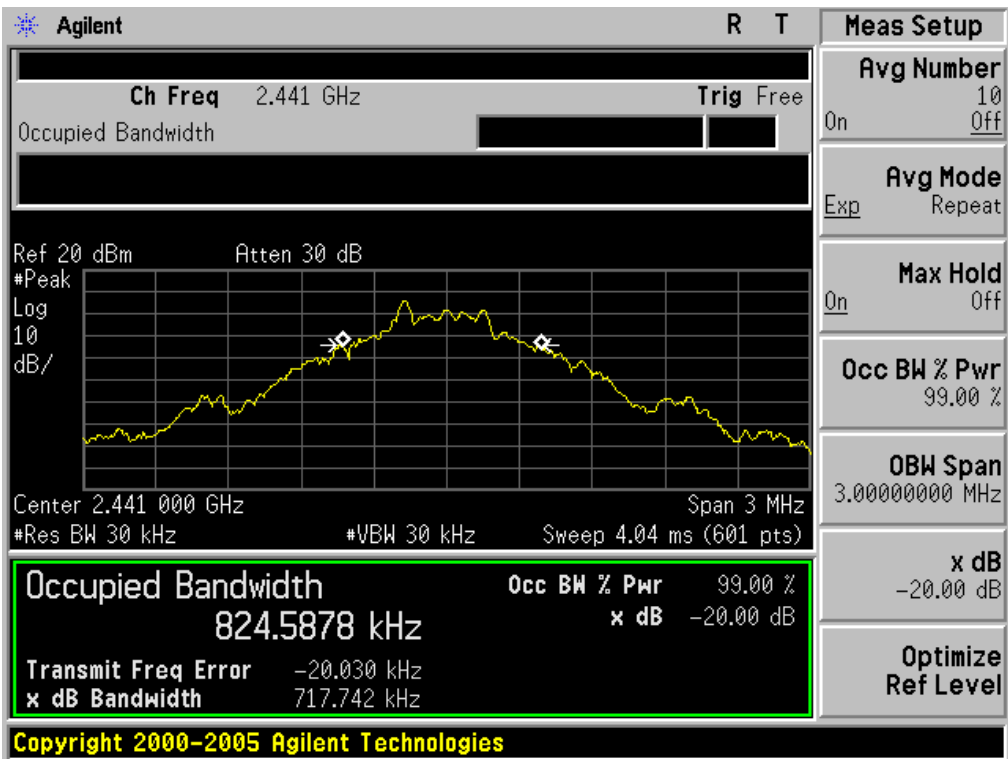 Agilent R T
Ch Freq 2.441 GHz Trig Free
Occupied Bandwidth
Ref 20 dBm Atten 30 dB
#Peak
Log
10
dB/
Center 2.441 000 GHz Span 3 MHz
#Res BW 30 kHz #VBW 30 kHz Sweep 4.04 ms (601 pts)
Occupied Bandwidth Occ BW % Pwr 99.00 %
824.5878 kHz x dB -20.00 dB
Transmit Freq Error -20.030 kHz
x dB Bandwidth 717.742 kHz
Copyright 2000-2005 Agilent Technologies
Meas Setup
Avg Number
10
On Off
Avg Mode
Exp Repeat
Max Hold
On Off
Occ BW % Pwr
99.00 %
OBW Span
3.00000000 MHz
x dB
-20.00 dB
Optimize
Ref Level